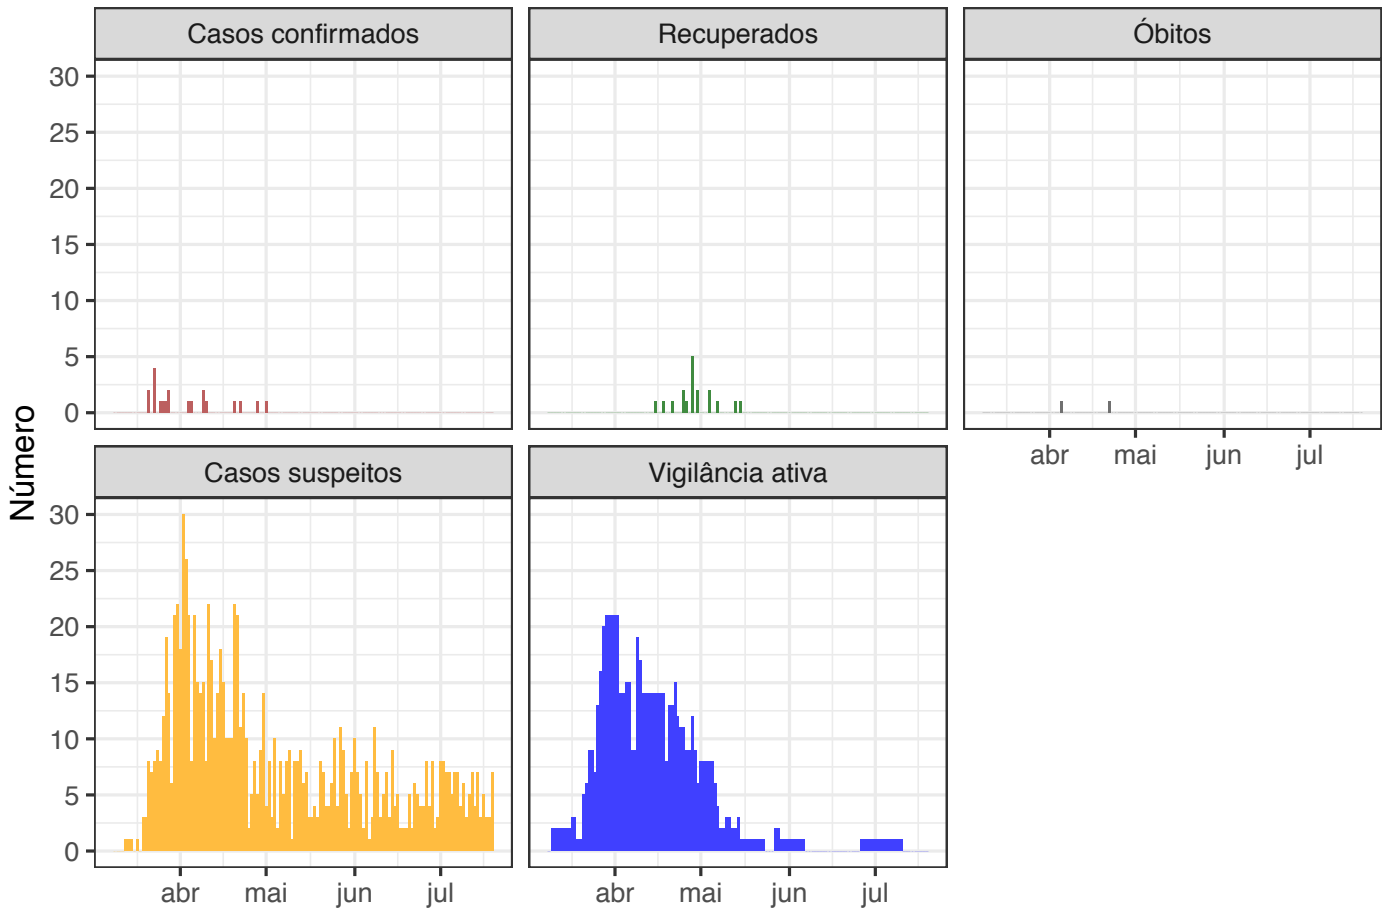 Casos confirmados Recuperados Óbitos
30
25
20
15
10
5
0
abr mai jun jul
Número
Casos suspeitos Vigilância ativa
30
25
20
15
10
5
0
abr mai jun jul abr mai jun jul